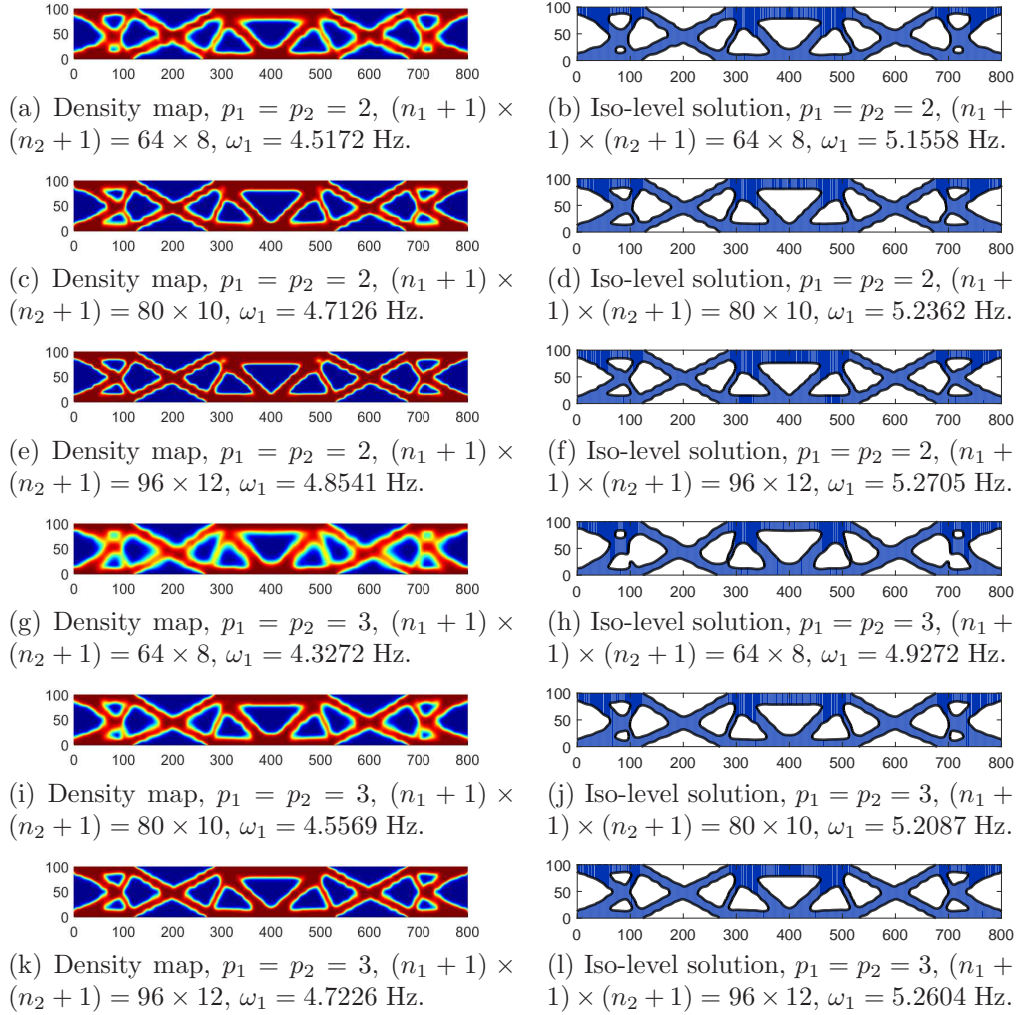 100
50
0
0 100 200 300 400 500 600 700 800
(a) Density map, p₁ = p₂ = 2, (n₁ + 1) ×
(n₂ + 1) = 64 × 8, ω₁ = 4.5172 Hz.
100
50
0
0 100 200 300 400 500 600 700 800
(b) Iso-level solution, p₁ = p₂ = 2, (n₁ +
1) × (n₂ + 1) = 64 × 8, ω₁ = 5.1558 Hz.
100
50
0
0 100 200 300 400 500 600 700 800
(c) Density map, p₁ = p₂ = 2, (n₁ + 1) ×
(n₂ + 1) = 80 × 10, ω₁ = 4.7126 Hz.
100
50
0
0 100 200 300 400 500 600 700 800
(d) Iso-level solution, p₁ = p₂ = 2, (n₁ +
1) × (n₂ + 1) = 80 × 10, ω₁ = 5.2362 Hz.
100
50
0
0 100 200 300 400 500 600 700 800
(e) Density map, p₁ = p₂ = 2, (n₁ + 1) ×
(n₂ + 1) = 96 × 12, ω₁ = 4.8541 Hz.
100
50
0
0 100 200 300 400 500 600 700 800
(f) Iso-level solution, p₁ = p₂ = 2, (n₁ +
1) × (n₂ + 1) = 96 × 12, ω₁ = 5.2705 Hz.
100
50
0
0 100 200 300 400 500 600 700 800
(g) Density map, p₁ = p₂ = 3, (n₁ + 1) ×
(n₂ + 1) = 64 × 8, ω₁ = 4.3272 Hz.
100
50
0
0 100 200 300 400 500 600 700 800
(h) Iso-level solution, p₁ = p₂ = 3, (n₁ +
1) × (n₂ + 1) = 64 × 8, ω₁ = 4.9272 Hz.
100
50
0
0 100 200 300 400 500 600 700 800
(i) Density map, p₁ = p₂ = 3, (n₁ + 1) ×
(n₂ + 1) = 80 × 10, ω₁ = 4.5569 Hz.
100
50
0
0 100 200 300 400 500 600 700 800
(j) Iso-level solution, p₁ = p₂ = 3, (n₁ +
1) × (n₂ + 1) = 80 × 10, ω₁ = 5.2087 Hz.
100
50
0
0 100 200 300 400 500 600 700 800
(k) Density map, p₁ = p₂ = 3, (n₁ + 1) ×
(n₂ + 1) = 96 × 12, ω₁ = 4.7226 Hz.
100
50
0
0 100 200 300 400 500 600 700 800
(l) Iso-level solution, p₁ = p₂ = 3, (n₁ +
1) × (n₂ + 1) = 96 × 12, ω₁ = 5.2604 Hz.